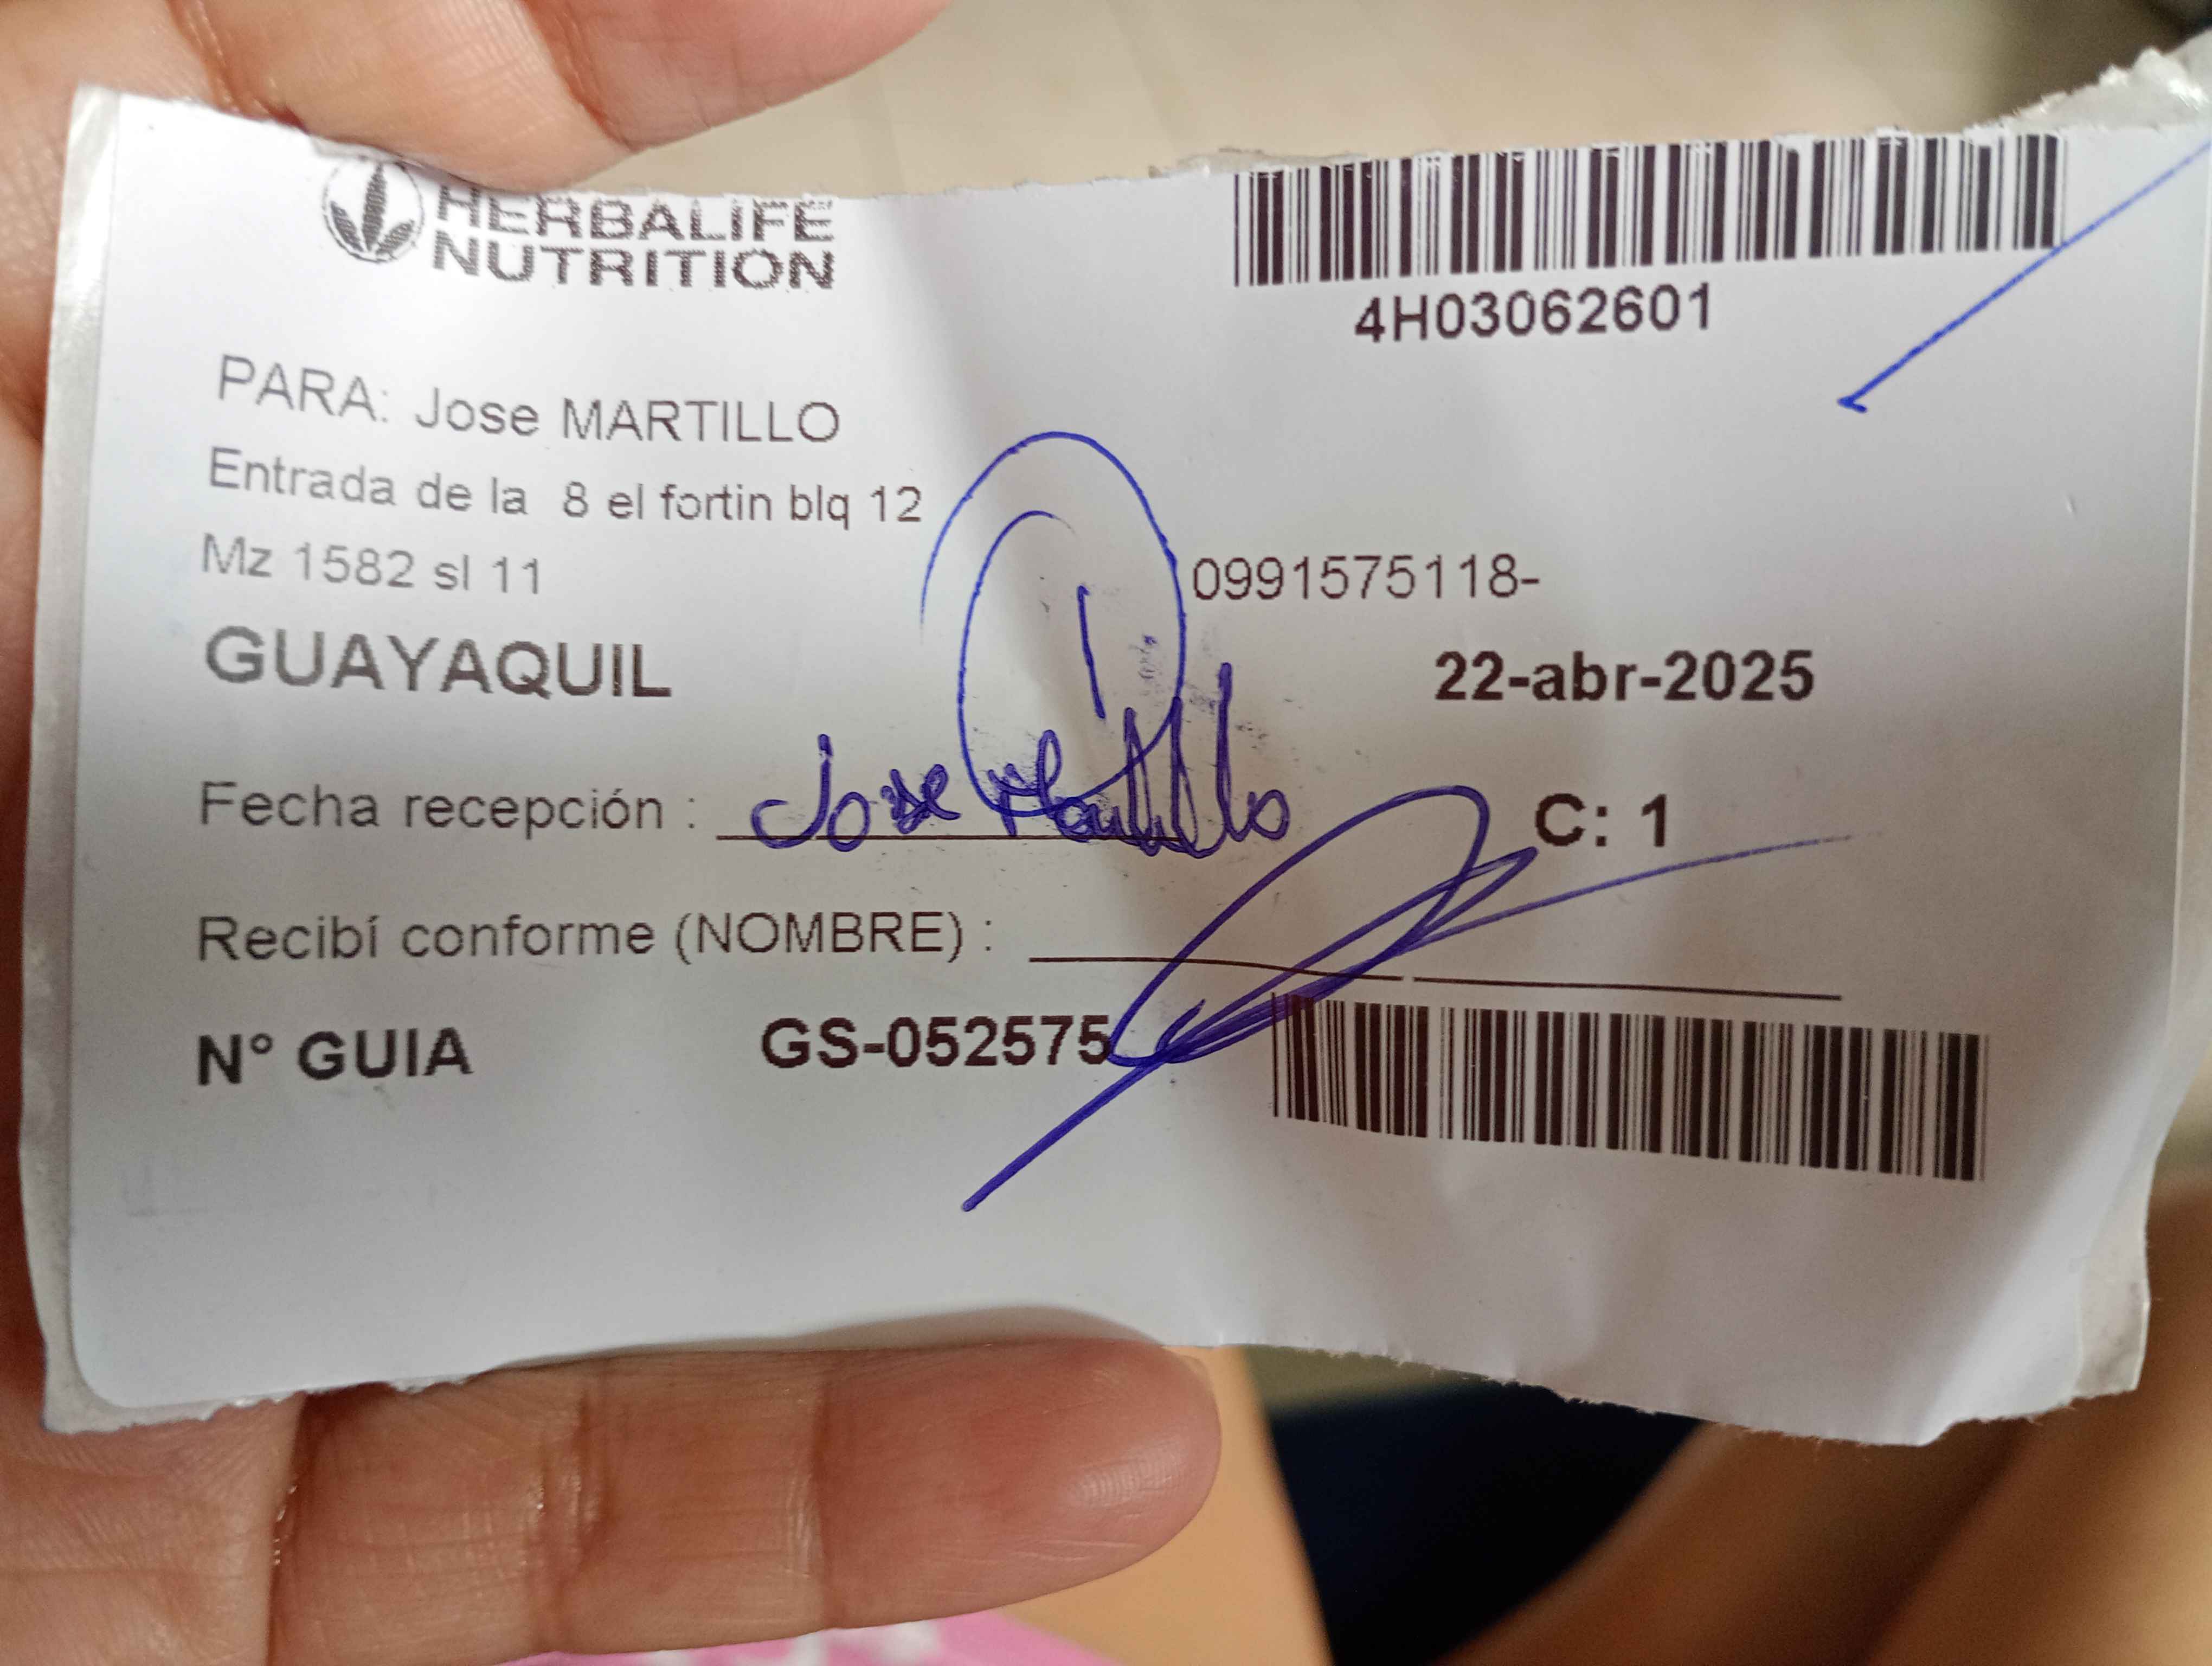 HERBALIFE
NUTRITION
4H03062601
PARA: Jose MARTILLO
Entrada de la 8 el fortin blq 12
Mz 1582 sl 11
0991575118-
GUAYAQUIL
22-abr-2025
Fecha recepción : Jose Martillo
C: 1
Recibí conforme (NOMBRE) :
N° GUIA GS-052575